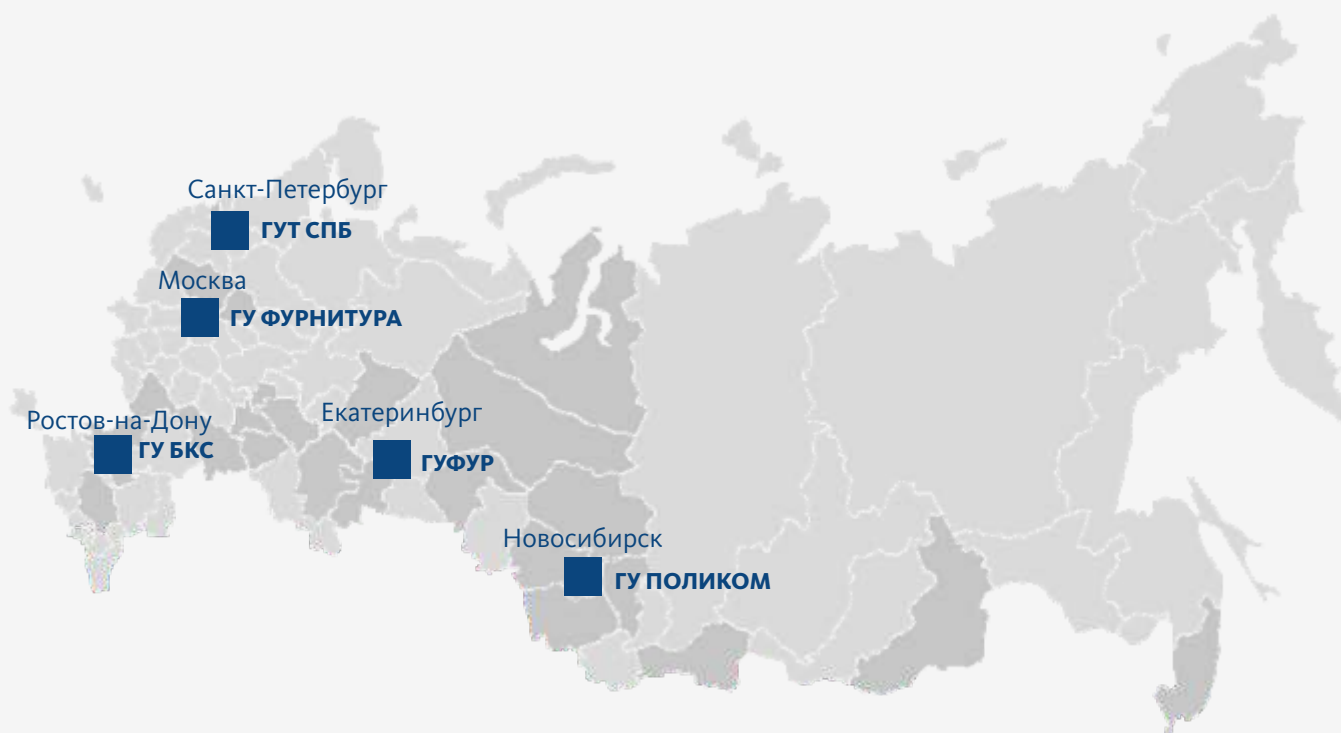 Санкт-Петербург
ГУТ СПБ
Москва
ГУ ФУРНИТУРА
Ростов-на-Дону
ГУ БКС
Екатеринбург
ГУФУР
Новосибирск
ГУ ПОЛИКОМ